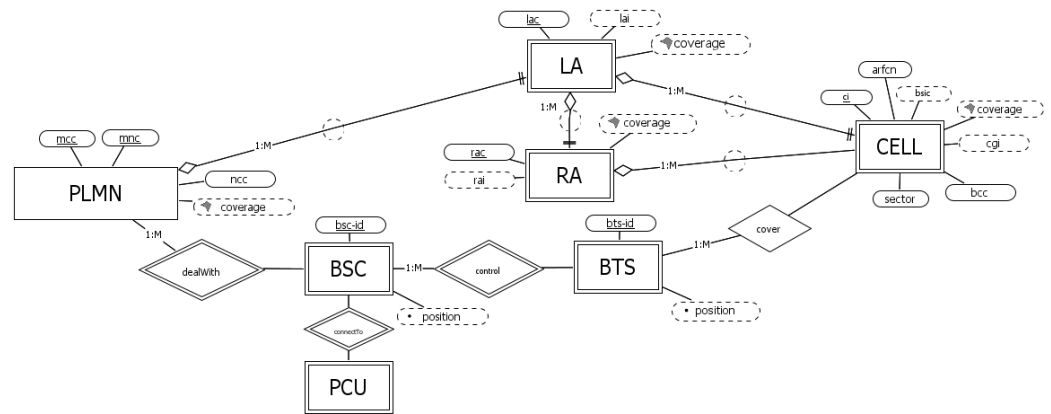 lac
lai
coverage
LA
1:M
1:M
arfcn
ci
bsic
coverage
cgi
CELL
sector
bcc
mcc
mnc
1:M
ncc
PLMN
coverage
coverage
rac
rai
RA
1:M
1:M
dealWith
bsc-id
BSC
1:M
position
control
bts-id
BTS
1:M
position
cover
connectTo
PCU